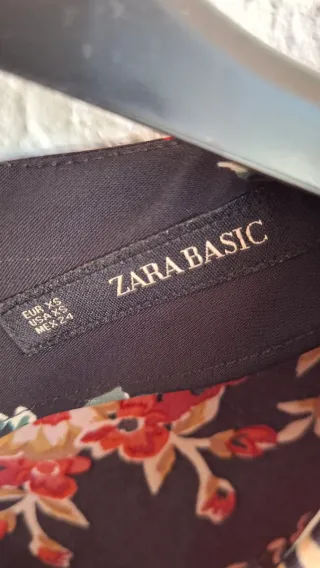 ZARA BASIC
EUR XS
USA XS
MEX 24